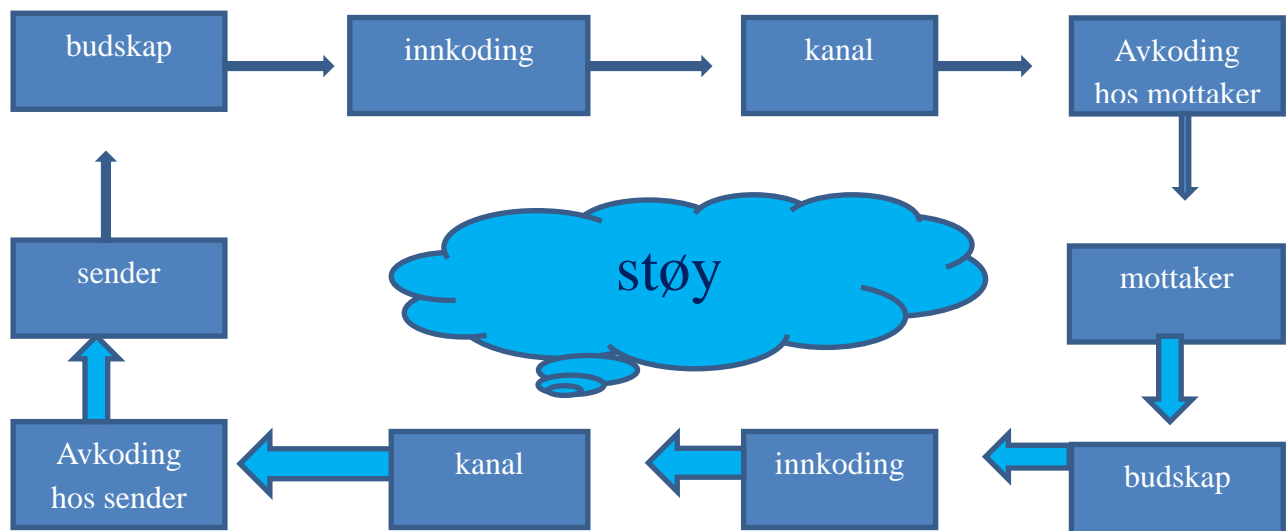 budskap
innkoding
kanal
Avkoding
hos mottaker
sender
støy
mottaker
Avkoding
hos sender
kanal
innkoding
budskap